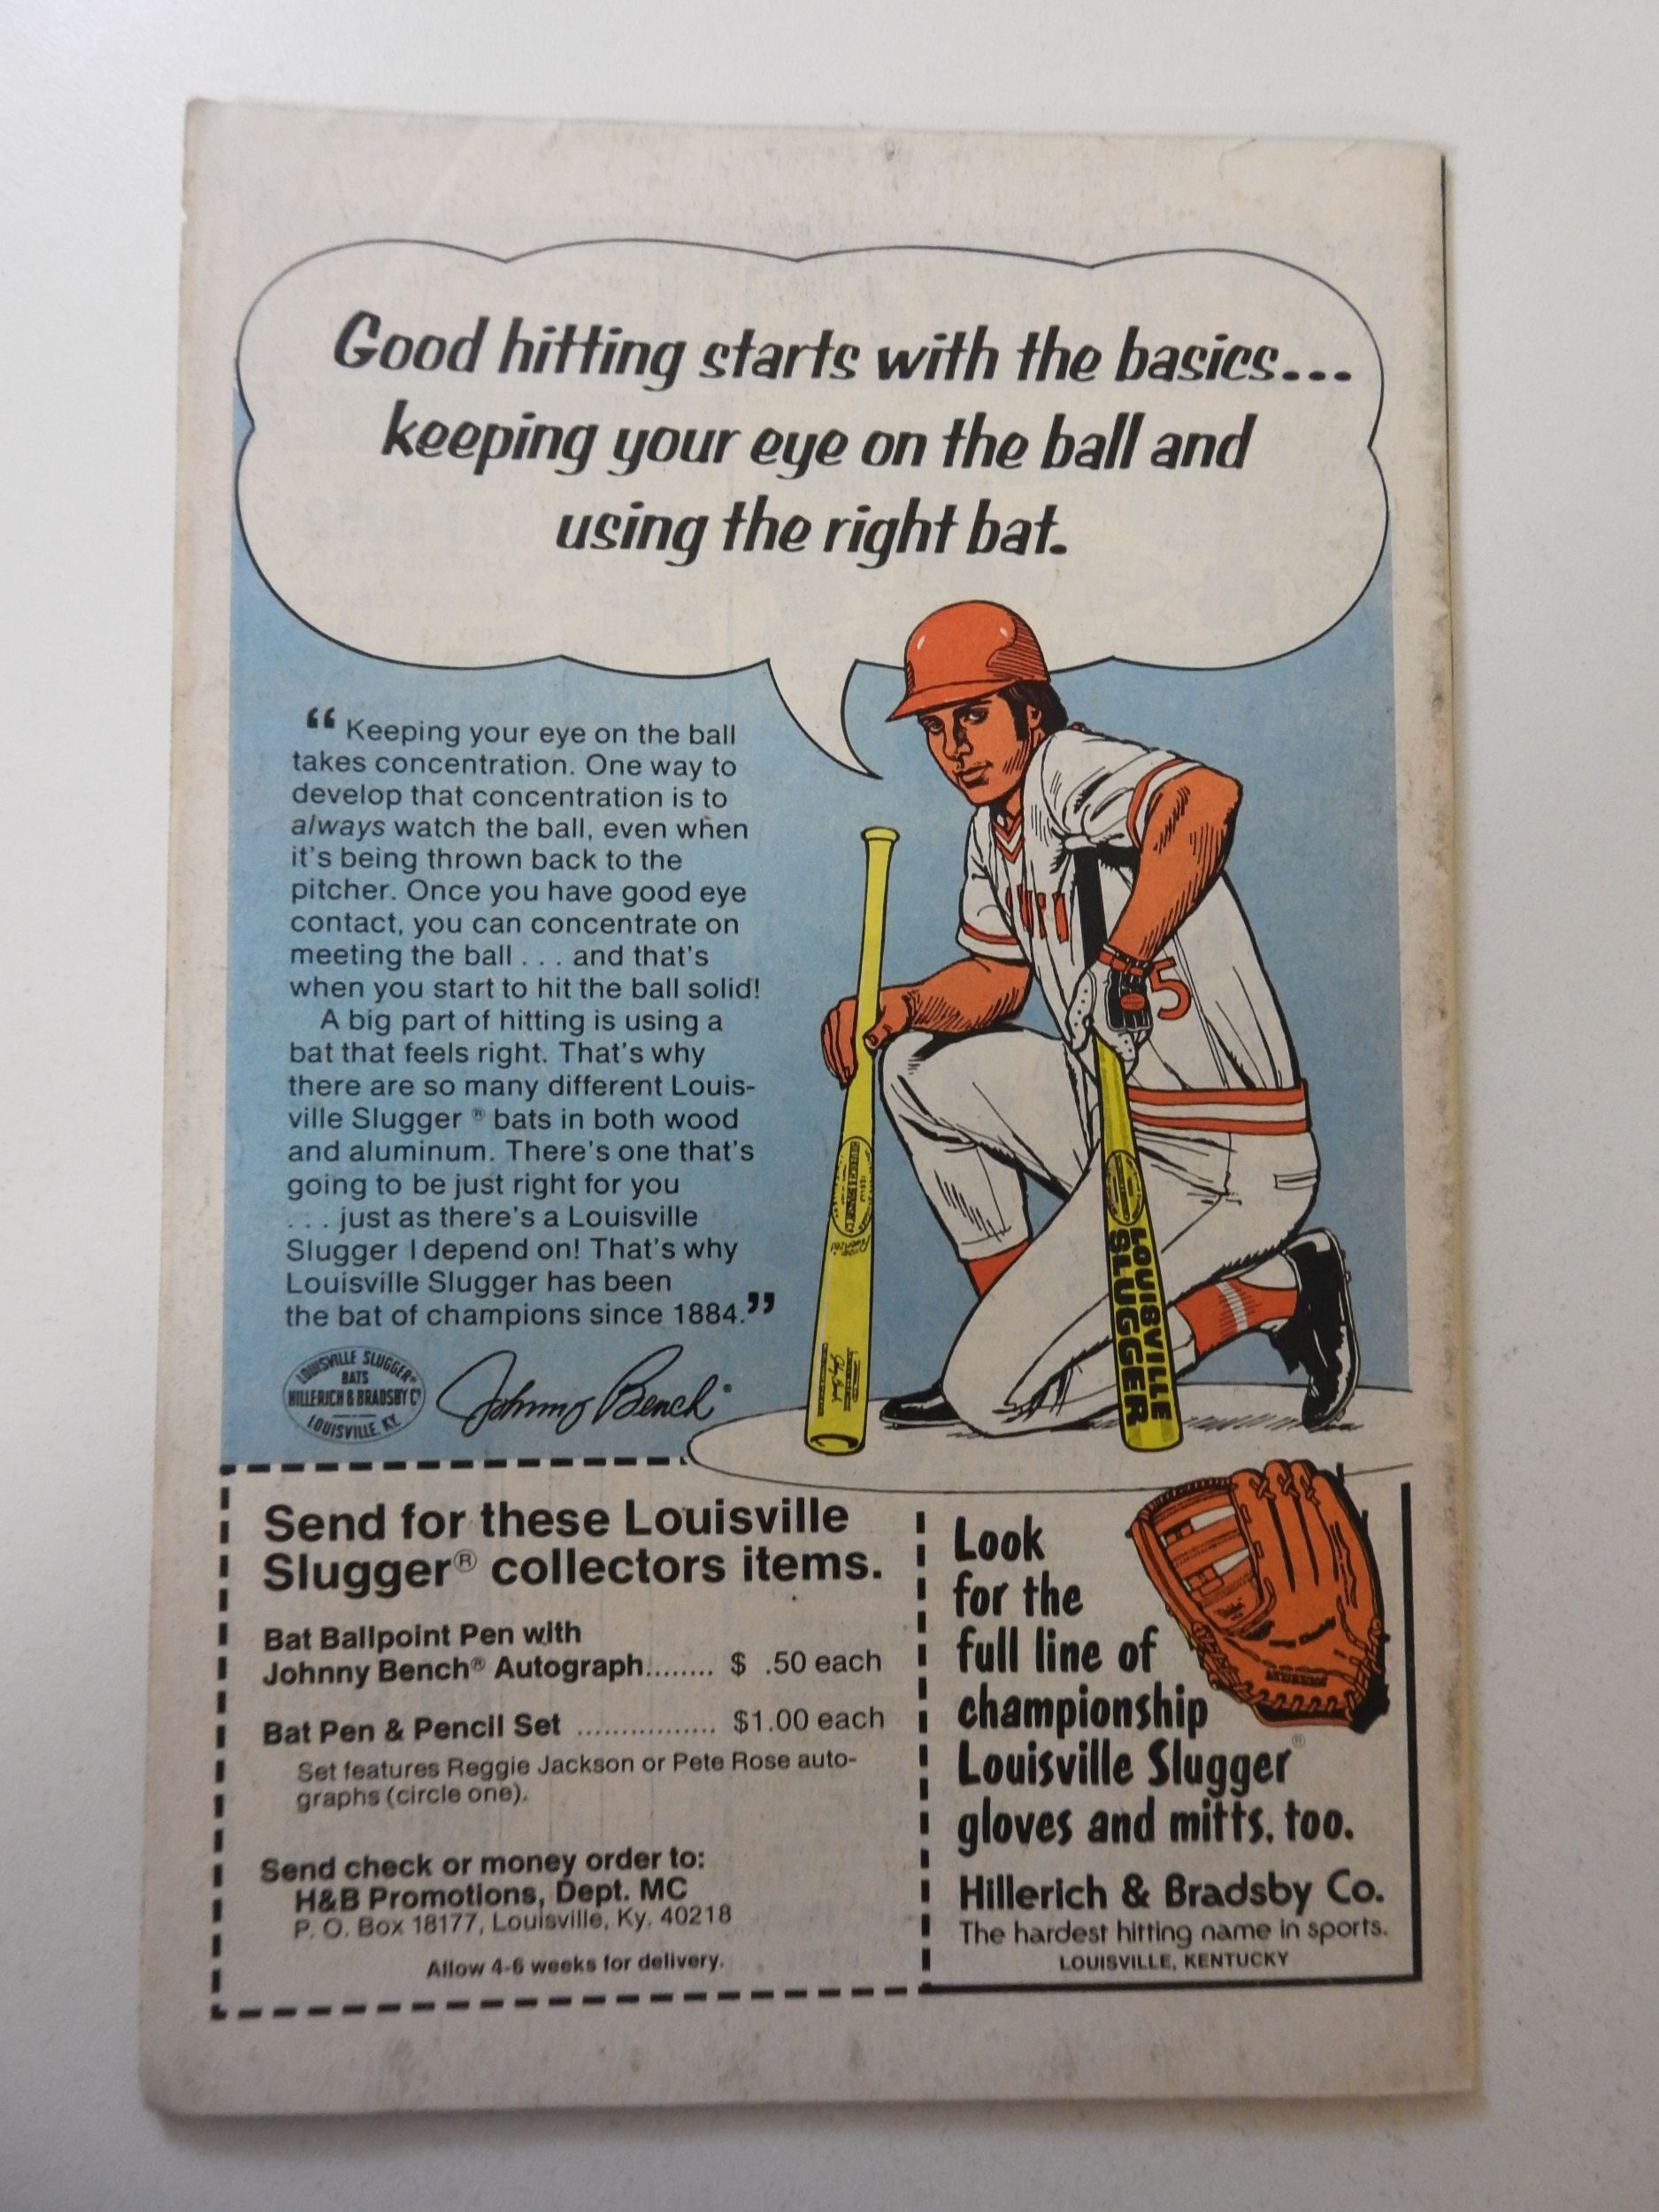 Good hitting starts with the basics...
keeping your eye on the ball and
using the right bat.
“ Keeping your eye on the ball
takes concentration. One way to
develop that concentration is to
always watch the ball, even when
it's being thrown back to the
pitcher. Once you have good eye
contact, you can concentrate on
meeting the ball . . . and that's
when you start to hit the ball solid!
A big part of hitting is using a
bat that feels right. That's why
there are so many different Louis-
ville Slugger ® bats in both wood
and aluminum. There's one that's
going to be just right for you
. . . just as there's a Louisville
Slugger I depend on! That's why
Louisville Slugger has been
the bat of champions since 1884.”
LOUISVILLE SLUGGER®
BATS
HILLERICH & BRADSBY Cº
LOUISVILLE, KY.
Johnny Bench
5
LOUISVILLE
SLUGGER
Send for these Louisville
Slugger® collectors items.
Bat Ballpoint Pen with
Johnny Bench® Autograph........ $ .50 each
Bat Pen & Pencil Set ................ $1.00 each
Set features Reggie Jackson or Pete Rose auto-
graphs (circle one).
Send check or money order to:
H&B Promotions, Dept. MC
P. O. Box 18177, Louisville, Ky. 40218
Allow 4-6 weeks for delivery.
Look
for the
full line of
championship
Louisville Slugger®
gloves and mitts, too.
Hillerich & Bradsby Co.
The hardest hitting name in sports.
LOUISVILLE, KENTUCKY